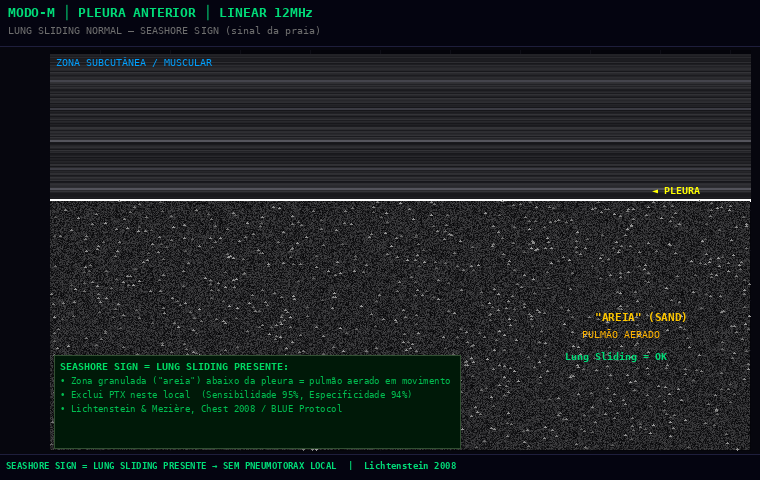 MODO-M │ PLEURA ANTERIOR │ LINEAR 12MHz
LUNG SLIDING NORMAL — SEASHORE SIGN (sinal da praia)
ZONA SUBCUTÂNEA / MUSCULAR
◄ PLEURA
"AREIA" (SAND)
PULMÃO AERADO
Lung Sliding = OK
SEASHORE SIGN = LUNG SLIDING PRESENTE:
• Zona granulada ("areia") abaixo da pleura = pulmão aerado em movimento
• Exclui PTX neste local (Sensibilidade 95%, Especificidade 94%)
• Lichtenstein & Mezière, Chest 2008 / BLUE Protocol
SEASHORE SIGN = LUNG SLIDING PRESENTE → SEM PNEUMOTORAX LOCAL | Lichtenstein 2008